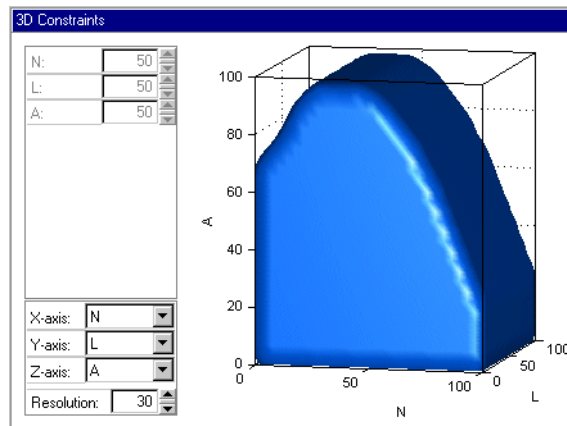 3D Constraints
N: 50
L: 50
A: 50
X-axis: N
Y-axis: L
Z-axis: A
Resolution: 30
100
80
60
40
20
0
A
0
50
100
N
0
50
100
L